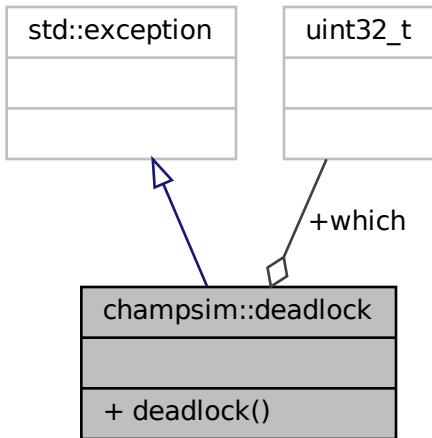 std::exception
uint32_t
+which
champsim::deadlock
+ deadlock()